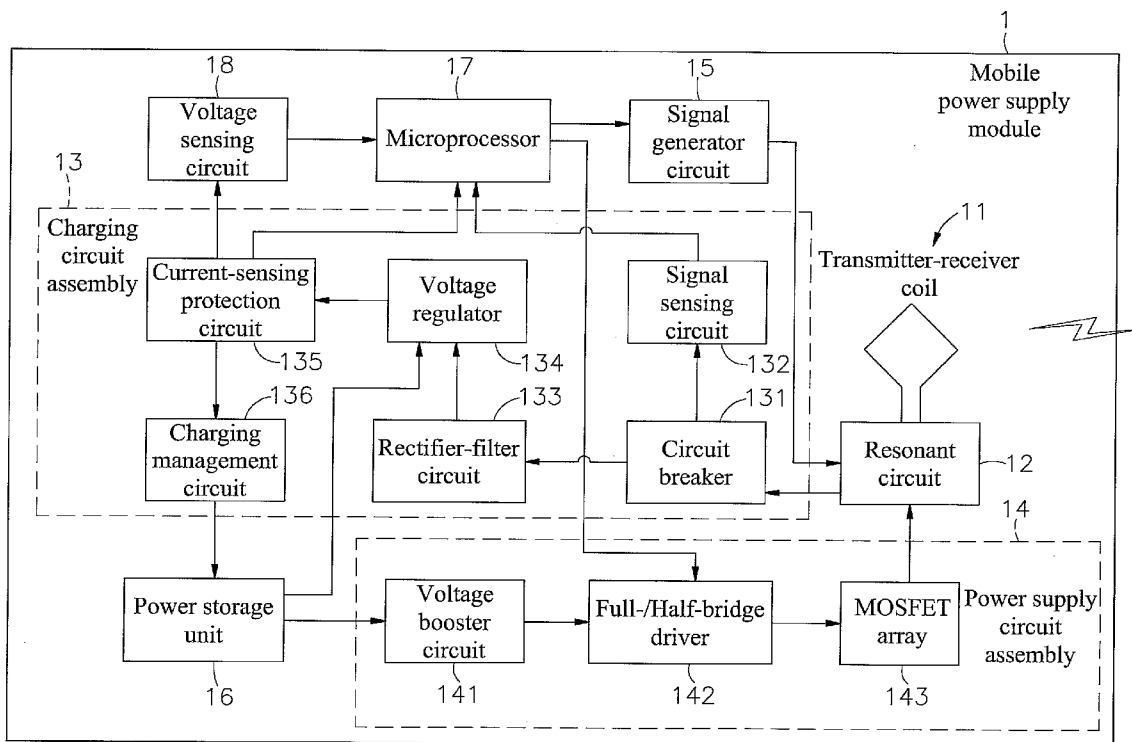 1
Mobile
power supply
module
18
17
15
Voltage
sensing
circuit
Microprocessor
Signal
generator
circuit
13
Charging
circuit
assembly
11
Transmitter-receiver
coil
Current-sensing
protection
circuit
135
Voltage
regulator
134
Signal
sensing
circuit
132
136
133
131
Charging
management
circuit
Rectifier-filter
circuit
Circuit
breaker
Resonant
circuit
12
14
Power storage
unit
16
Voltage
booster
circuit
141
Full-/Half-bridge
driver
142
MOSFET
array
143
Power supply
circuit
assembly